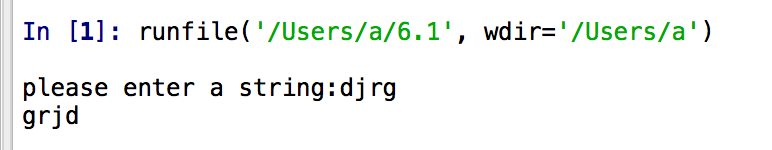 In [1]: runfile('/Users/a/6.1', wdir='/Users/a')
please enter a string:djrg
grjd